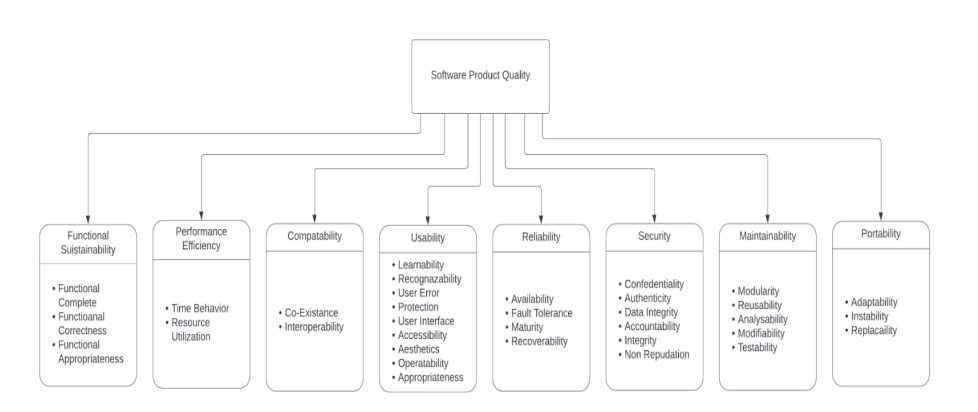 Software Product Quality
Functional
Suistainability
• Functional
Complete
• Functioanal
Correctness
• Functional
Appropriateness
Performance
Efficiency
• Time Behavior
• Resource
Utilization
Compatability
• Co-Existance
• Interoperability
Usability
• Learnability
• Recognazability
• User Error
• Protection
• User Interface
• Accessibility
• Aesthetics
• Operatability
• Appropriateness
Reliability
• Availability
• Fault Tolerance
• Maturity
• Recoverability
Security
• Confedentiality
• Authenticity
• Data Integrity
• Accountability
• Integrity
• Non Repudation
Maintainability
• Modularity
• Reusability
• Analysability
• Modifiability
• Testability
Portability
• Adaptability
• Instability
• Replacaility